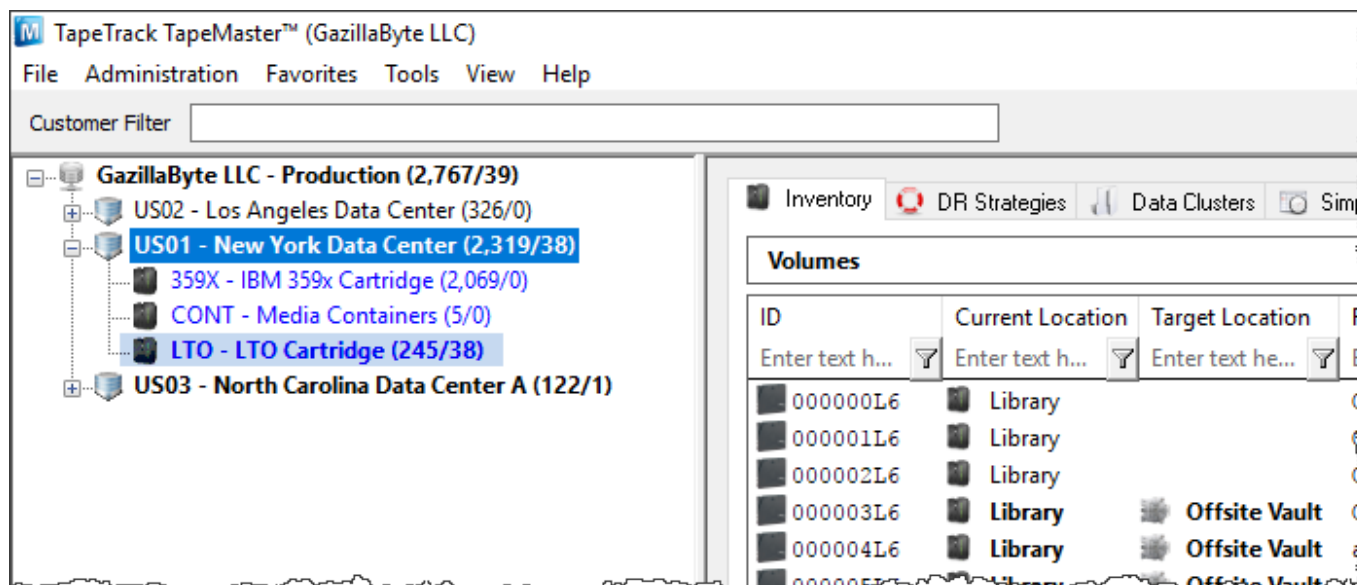 TapeTrack TapeMaster™ (GazillaByte LLC)
File Administration Favorites Tools View Help
Customer Filter
GazillaByte LLC - Production (2,767/39)
US02 - Los Angeles Data Center (326/0)
US01 - New York Data Center (2,319/38)
359X - IBM 359x Cartridge (2,069/0)
CONT - Media Containers (5/0)
LTO - LTO Cartridge (245/38)
US03 - North Carolina Data Center A (122/1)
Inventory DR Strategies Data Clusters
Volumes
ID Current Location Target Location
Enter text h... Enter text h... Enter text he...
000000L6 Library
000001L6 Library
000002L6 Library
000003L6 Library Offsite Vault
000004L6 Library Offsite Vault
Library Offsite Vault